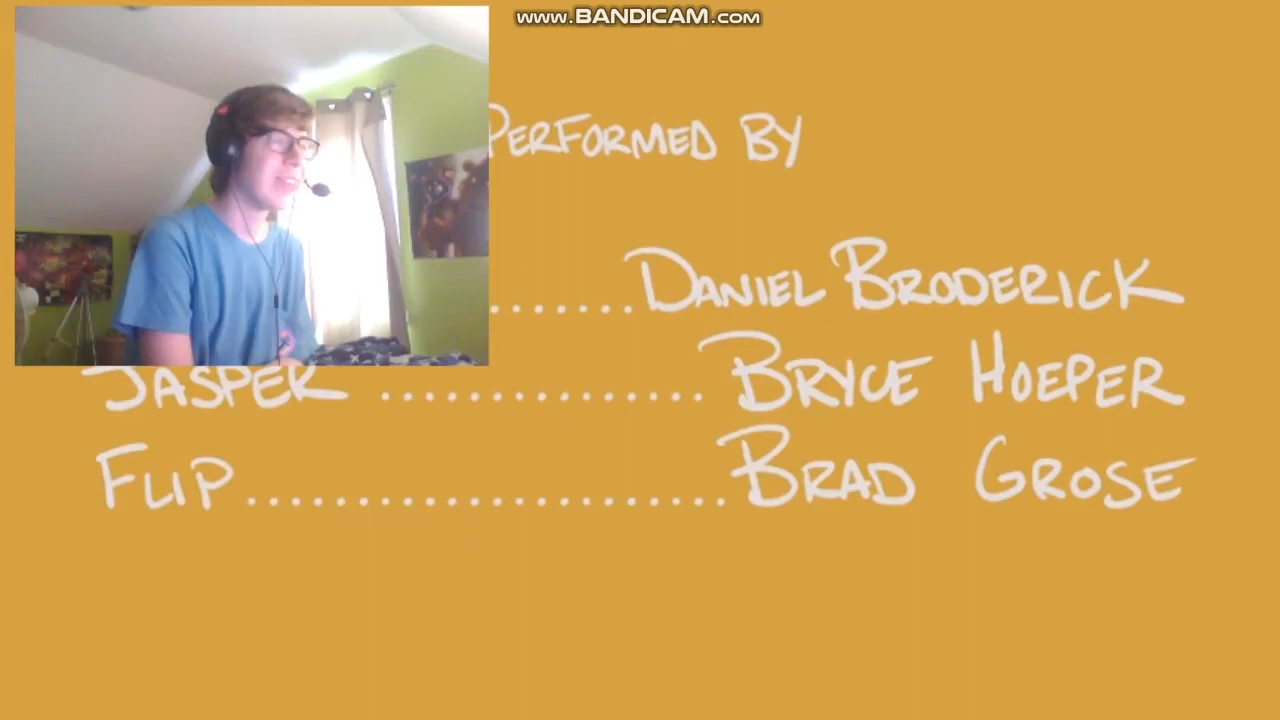 www.BANDICAM.com
PERFORMED BY
.......DANIEL BRODERICK
JASPER ............... BRYCE HOEPER
FLIP...................... BRAD GROSE